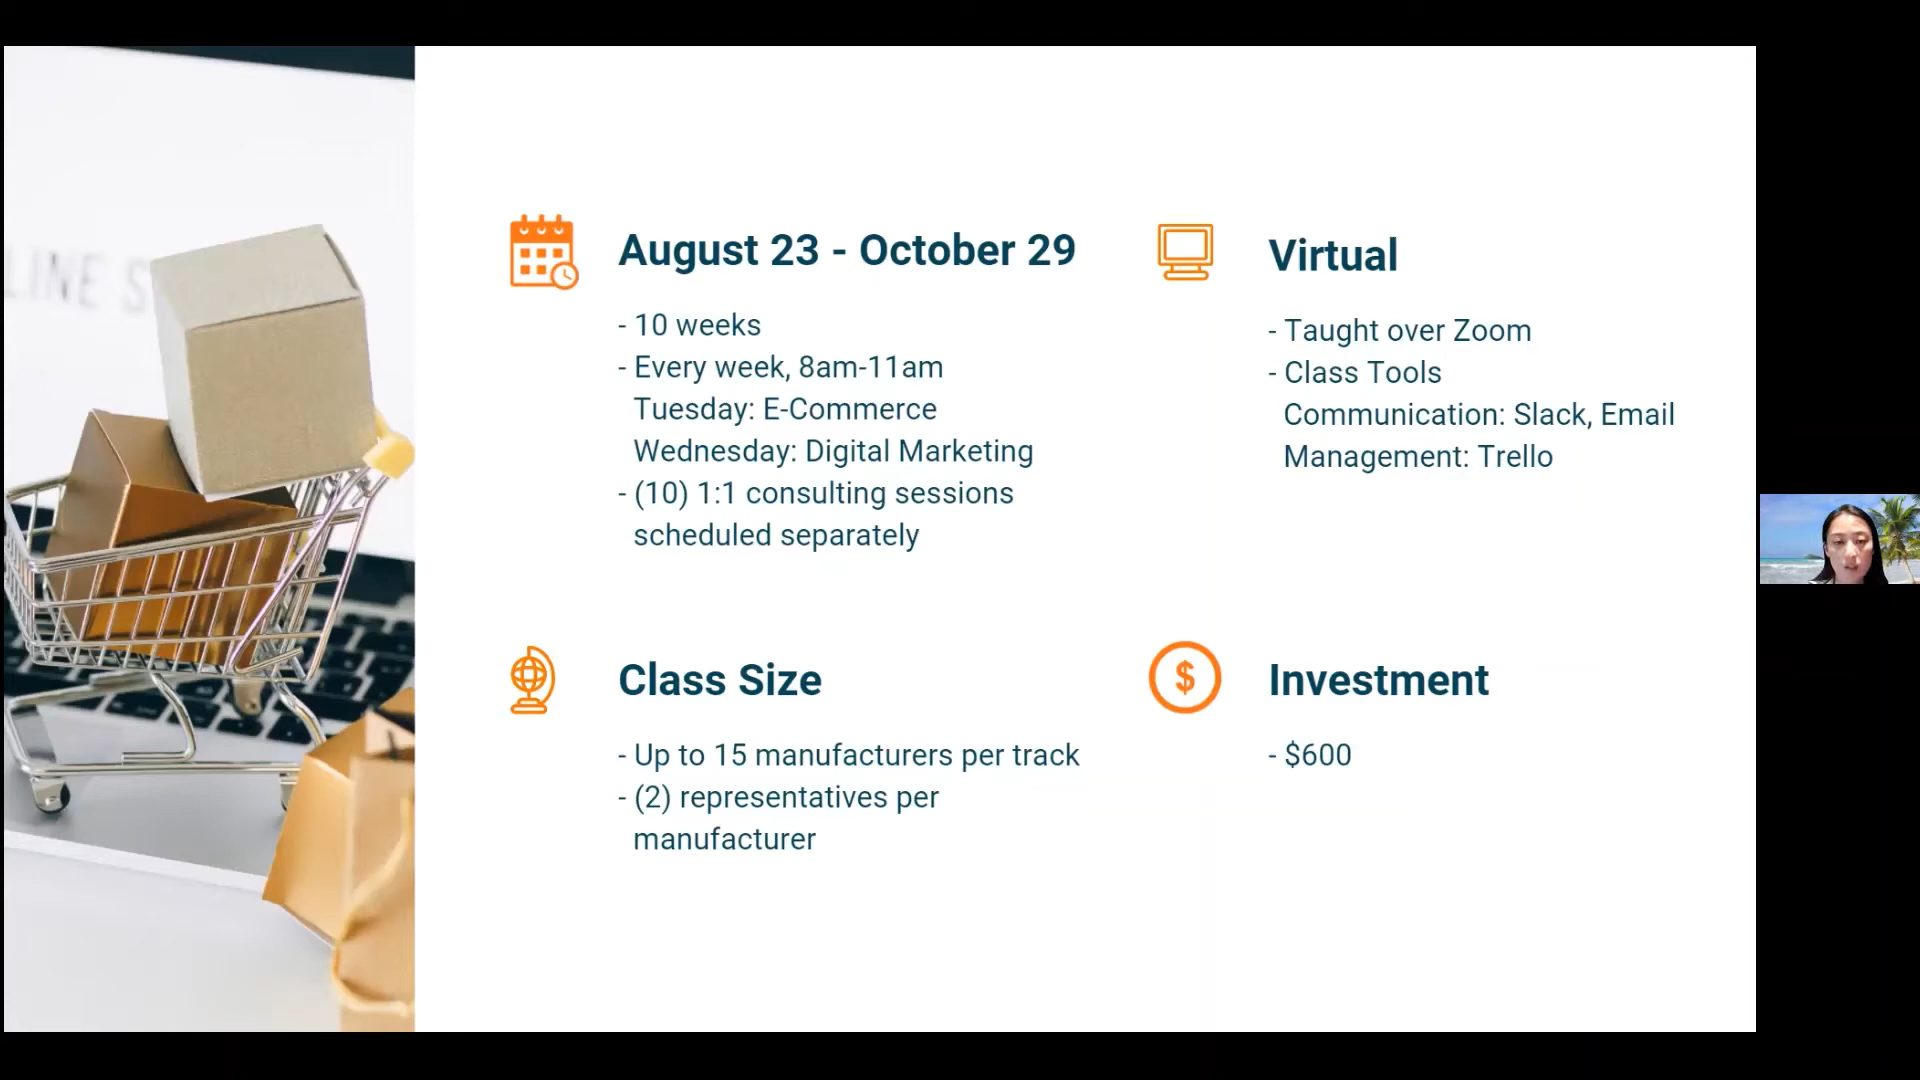 LINE S
August 23 - October 29
- 10 weeks
- Every week, 8am-11am
Tuesday: E-Commerce
Wednesday: Digital Marketing
- (10) 1:1 consulting sessions
scheduled separately
Virtual
- Taught over Zoom
- Class Tools
Communication: Slack, Email
Management: Trello
Class Size
- Up to 15 manufacturers per track
- (2) representatives per
manufacturer
Investment
- $600